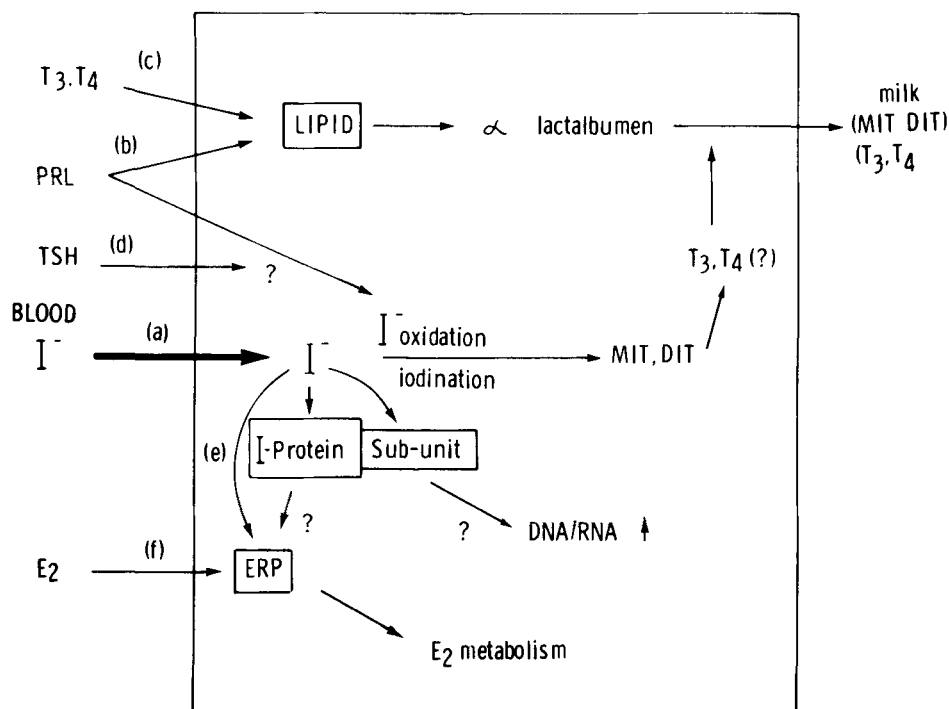 T3.T4
(c)
LIPID
α lactalbumen
milk
(MIT DIT)
(T3,T4
(b)
PRL
TSH
(d)
?
T3,T4 (?)
BLOOD
I-
(a)
I-
I- oxidation
iodination
MIT, DIT
(e)
I-Protein
Sub-unit
?
?
DNA/RNA
E2
(f)
ERP
E2 metabolism